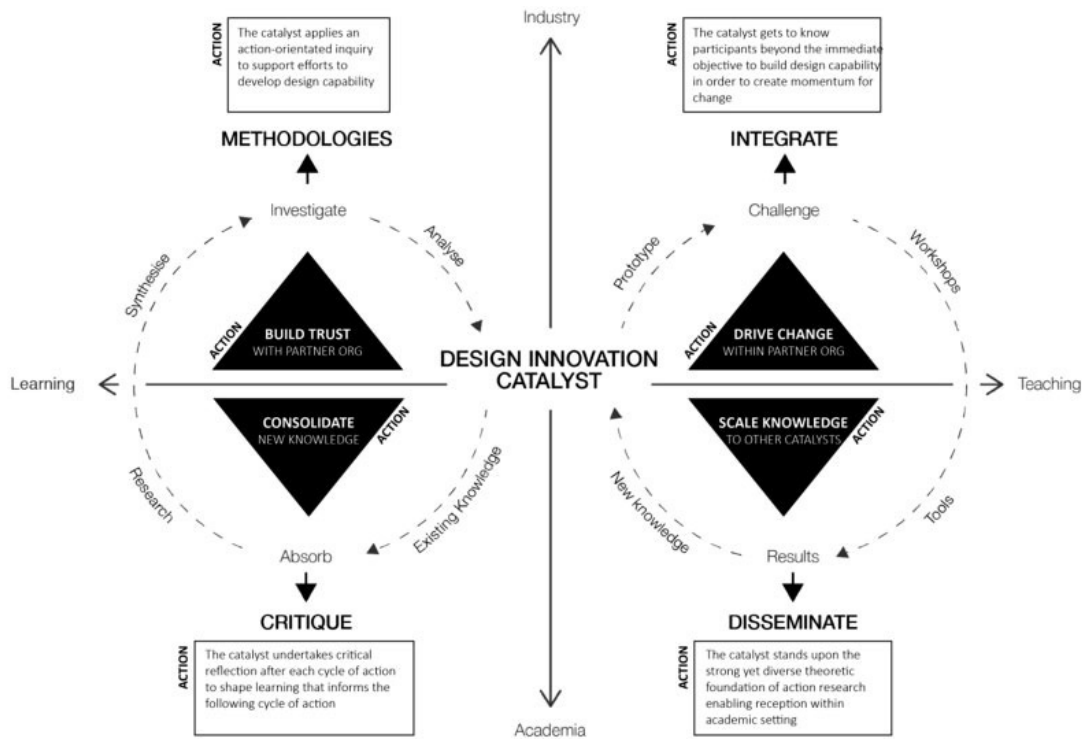 Industry
ACTION
The catalyst applies an
action-orientated inquiry
to support efforts to
develop design capability
METHODOLOGIES
ACTION
The catalyst gets to know
participants beyond the immediate
objective to build design capability
in order to create momentum for
change
INTEGRATE
Investigate
Analyse
Synthesise
ACTION
BUILD TRUST
WITH PARTNER ORG
Challenge
Prototype
Workshops
ACTION
DRIVE CHANGE
WITHIN PARTNER ORG
Learning
DESIGN INNOVATION
CATALYST
Teaching
CONSOLIDATE
NEW KNOWLEDGE
ACTION
Research
Existing Knowledge
Absorb
SCALE KNOWLEDGE
TO OTHER CATALYSTS
ACTION
New knowledge
Tools
Results
CRITIQUE
ACTION
The catalyst undertakes critical
reflection after each cycle of action
to shape learning that informs the
following cycle of action
DISSEMINATE
ACTION
The catalyst stands upon the
strong yet diverse theoretic
foundation of action research
enabling reception within
academic setting
Academia